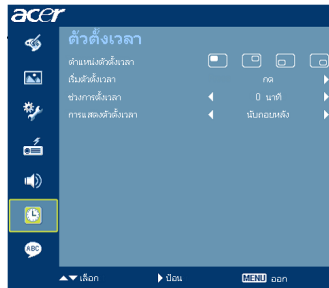 acer
ตัวตั้งเวลา
ตำแหน่งตัวตั้งเวลา
เริ่มตัวตั้งเวลา กด
ช่วงการตั้งเวลา 0 นาที
การแสดงตัวตั้งเวลา นับถอยหลัง
ABC
เลือก ป้อน MENU ออก